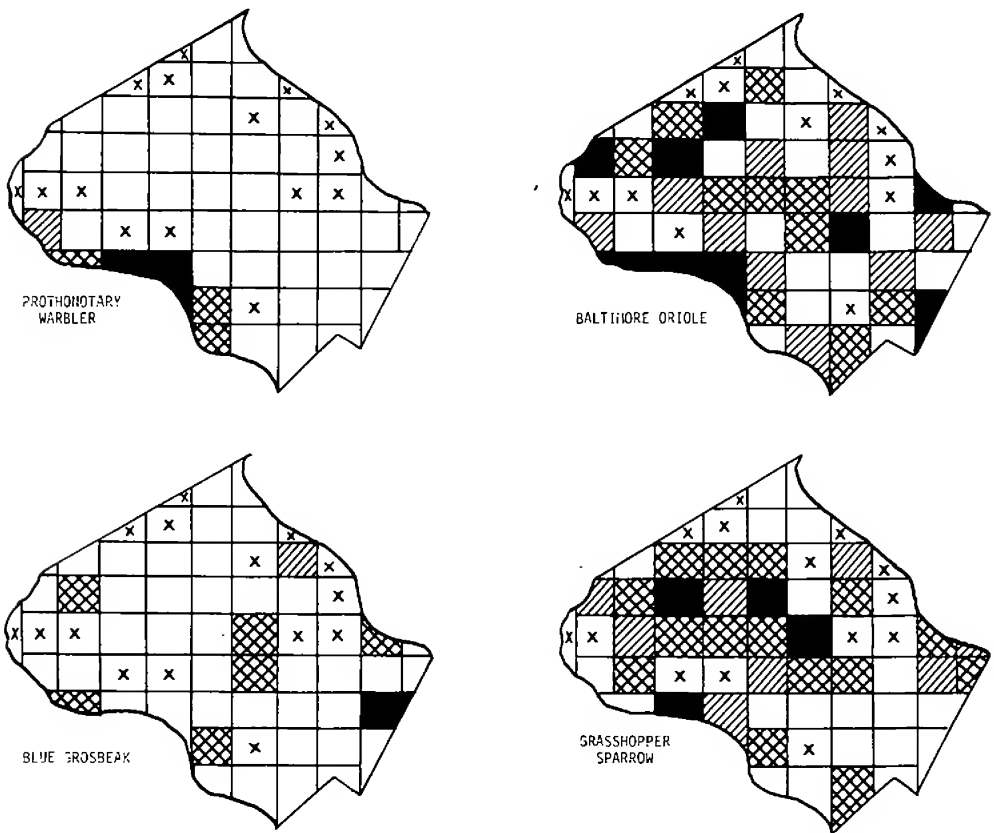 PROTHONOTARY
WARBLER
BALTIMORE ORIOLE
BLUE GROSBEAK
GRASSHOPPER
SPARROW